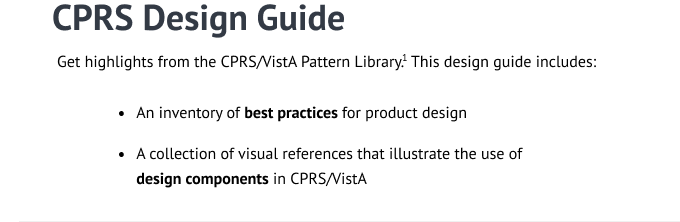 CPRS Design Guide
Get highlights from the CPRS/VistA Pattern Library.¹ This design guide includes:
• An inventory of best practices for product design
• A collection of visual references that illustrate the use of
design components in CPRS/VistA